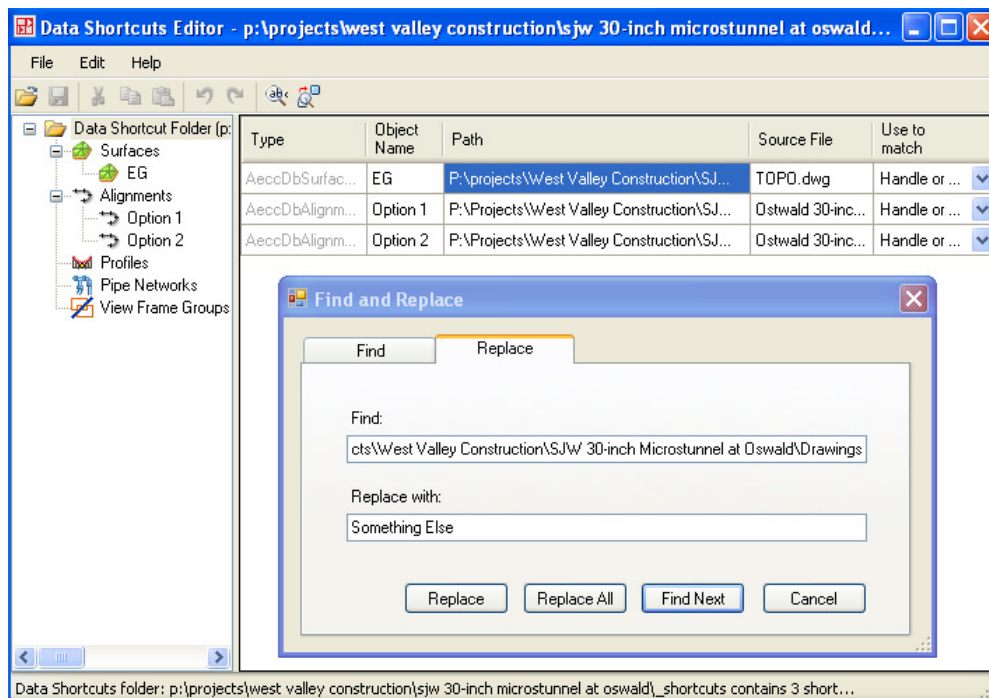 Data Shortcuts Editor - p:\projects\west valley construction\sjw 30-inch microstunnel at oswald...
File Edit Help
Data Shortcut Folder (p:
Surfaces
EG
Alignments
Option 1
Option 2
Profiles
Pipe Networks
View Frame Groups
Type Object Name Path Source File Use to match
AeccDbSurfac... EG P:\projects\West Valley Construction\SJ... TOPO.dwg Handle or ...
AeccDbAlignm... Option 1 P:\Projects\West Valley Construction\SJ... Ostwald 30-inc... Handle or ...
AeccDbAlignm... Option 2 P:\Projects\West Valley Construction\SJ... Ostwald 30-inc... Handle or ...
Find and Replace
Find Replace
Find:
cts\West Valley Construction\SJW 30-inch Microstunnel at Oswald\Drawings
Replace with:
Something Else
Replace Replace All Find Next Cancel
Data Shortcuts folder: p:\projects\west valley construction\sjw 30-inch microstunnel at oswald\_shortcuts contains 3 short...